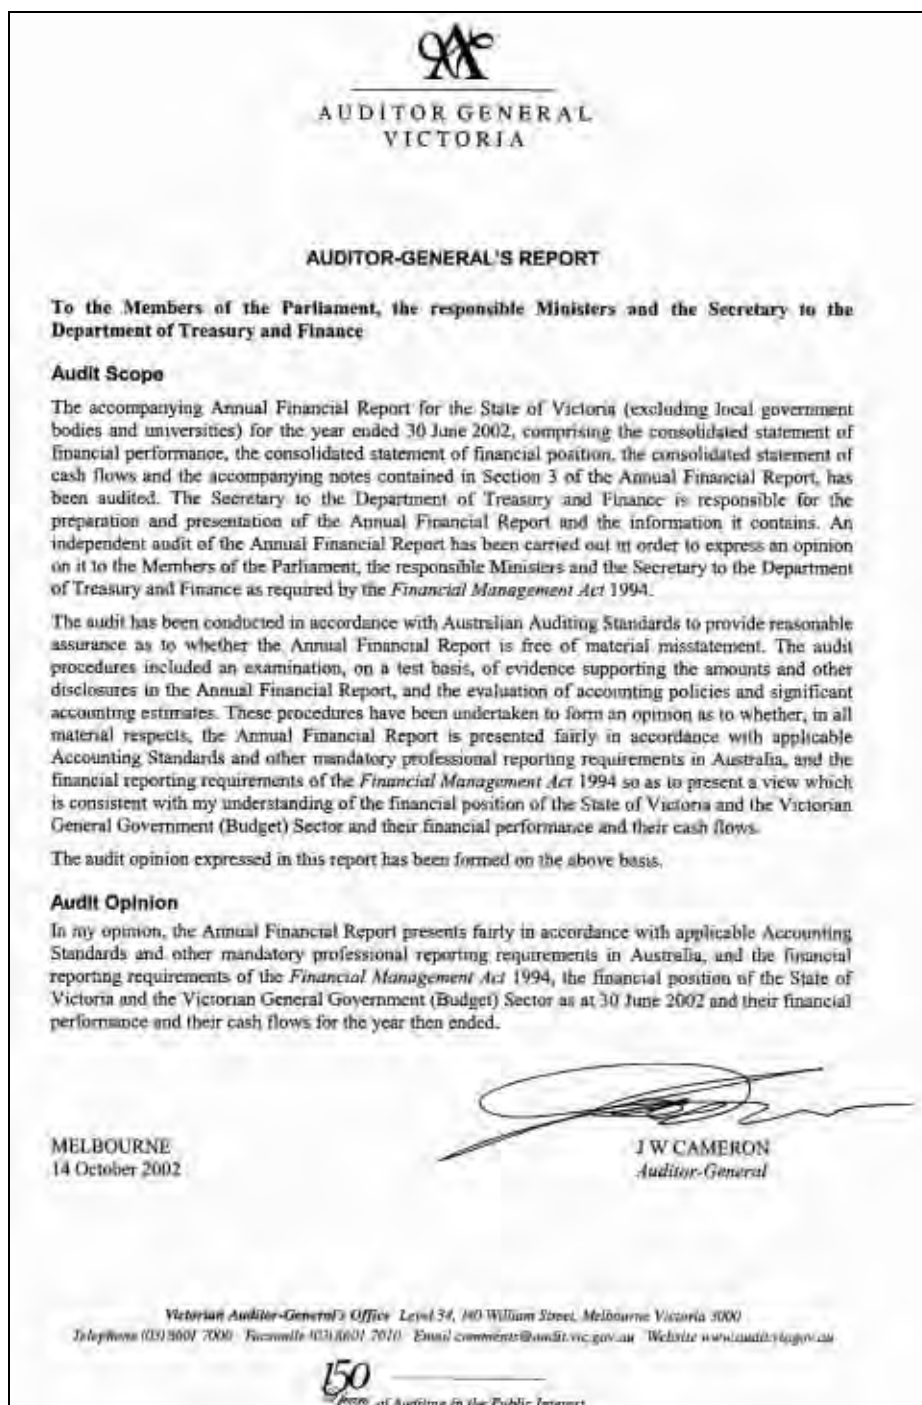 AUDITOR GENERAL
VICTORIA
AUDITOR-GENERAL'S REPORT
To the Members of the Parliament, the responsible Ministers and the Secretary to the
Department of Treasury and Finance
Audit Scope
The accompanying Annual Financial Report for the State of Victoria (excluding local government
bodies and universities) for the year ended 30 June 2002, comprising the consolidated statement of
financial performance, the consolidated statement of financial position, the consolidated statement of
cash flows and the accompanying notes contained in Section 3 of the Annual Financial Report, has
been audited. The Secretary to the Department of Treasury and Finance is responsible for the
preparation and presentation of the Annual Financial Report and the information it contains. An
independent audit of the Annual Financial Report has been carried out in order to express an opinion
on it to the Members of the Parliament, the responsible Ministers and the Secretary to the Department
of Treasury and Finance as required by the Financial Management Act 1994.
The audit has been conducted in accordance with Australian Auditing Standards to provide reasonable
assurance as to whether the Annual Financial Report is free of material misstatement. The audit
procedures included an examination, on a test basis, of evidence supporting the amounts and other
disclosures in the Annual Financial Report, and the evaluation of accounting policies and significant
accounting estimates. These procedures have been undertaken to form an opinion as to whether, in all
material respects, the Annual Financial Report is presented fairly in accordance with applicable
Accounting Standards and other mandatory professional reporting requirements in Australia, and the
financial reporting requirements of the Financial Management Act 1994 so as to present a view which
is consistent with my understanding of the financial position of the State of Victoria and the Victorian
General Government (Budget) Sector and their financial performance and their cash flows.
The audit opinion expressed in this report has been formed on the above basis.
Audit Opinion
In my opinion, the Annual Financial Report presents fairly in accordance with applicable Accounting
Standards and other mandatory professional reporting requirements in Australia, and the financial
reporting requirements of the Financial Management Act 1994, the financial position of the State of
Victoria and the Victorian General Government (Budget) Sector as at 30 June 2002 and their financial
performance and their cash flows for the year then ended.
MELBOURNE
14 October 2002
J W CAMERON
Auditor-General
Victorian Auditor-General's Office Level 34, 140 William Street, Melbourne Victoria 3000
Telephone (03) 8601 7000 Facsimile (03) 8601 7010 Email comments@audit.vic.gov.au Website www.audit.vic.gov.au
150
years of Auditing in the Public Interest